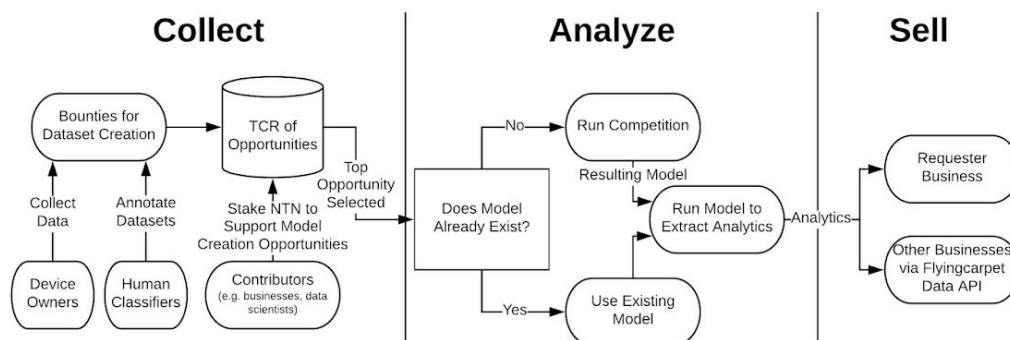 Collect
Analyze
Sell
Bounties for
Dataset Creation
TCR of
Opportunities
Collect
Data
Annotate
Datasets
Stake NTN to
Support Model
Creation Opportunities
Top
Opportunity
Selected
Device
Owners
Human
Classifiers
Contributors
(e.g. businesses, data
scientists)
Does Model
Already Exist?
No
Run Competition
Resulting Model
Run Model to
Extract Analytics
Yes
Use Existing
Model
Analytics
Requester
Business
Other Businesses
via Flyingcarpet
Data API